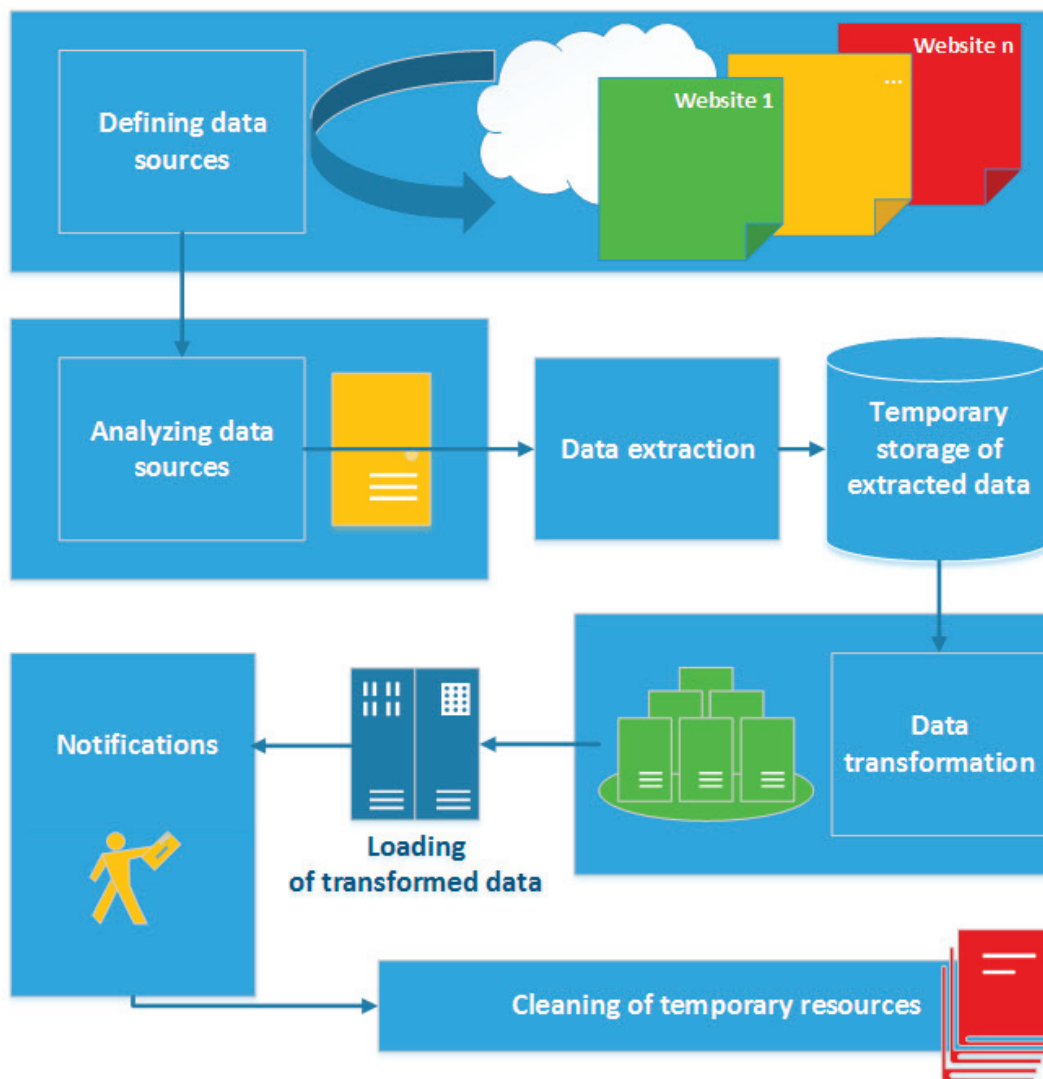 Website n
...
Website 1
Defining data
sources
Analyzing data
sources
Data extraction
Temporary
storage of
extracted data
Notifications
Data
transformation
Loading
of transformed data
Cleaning of temporary resources